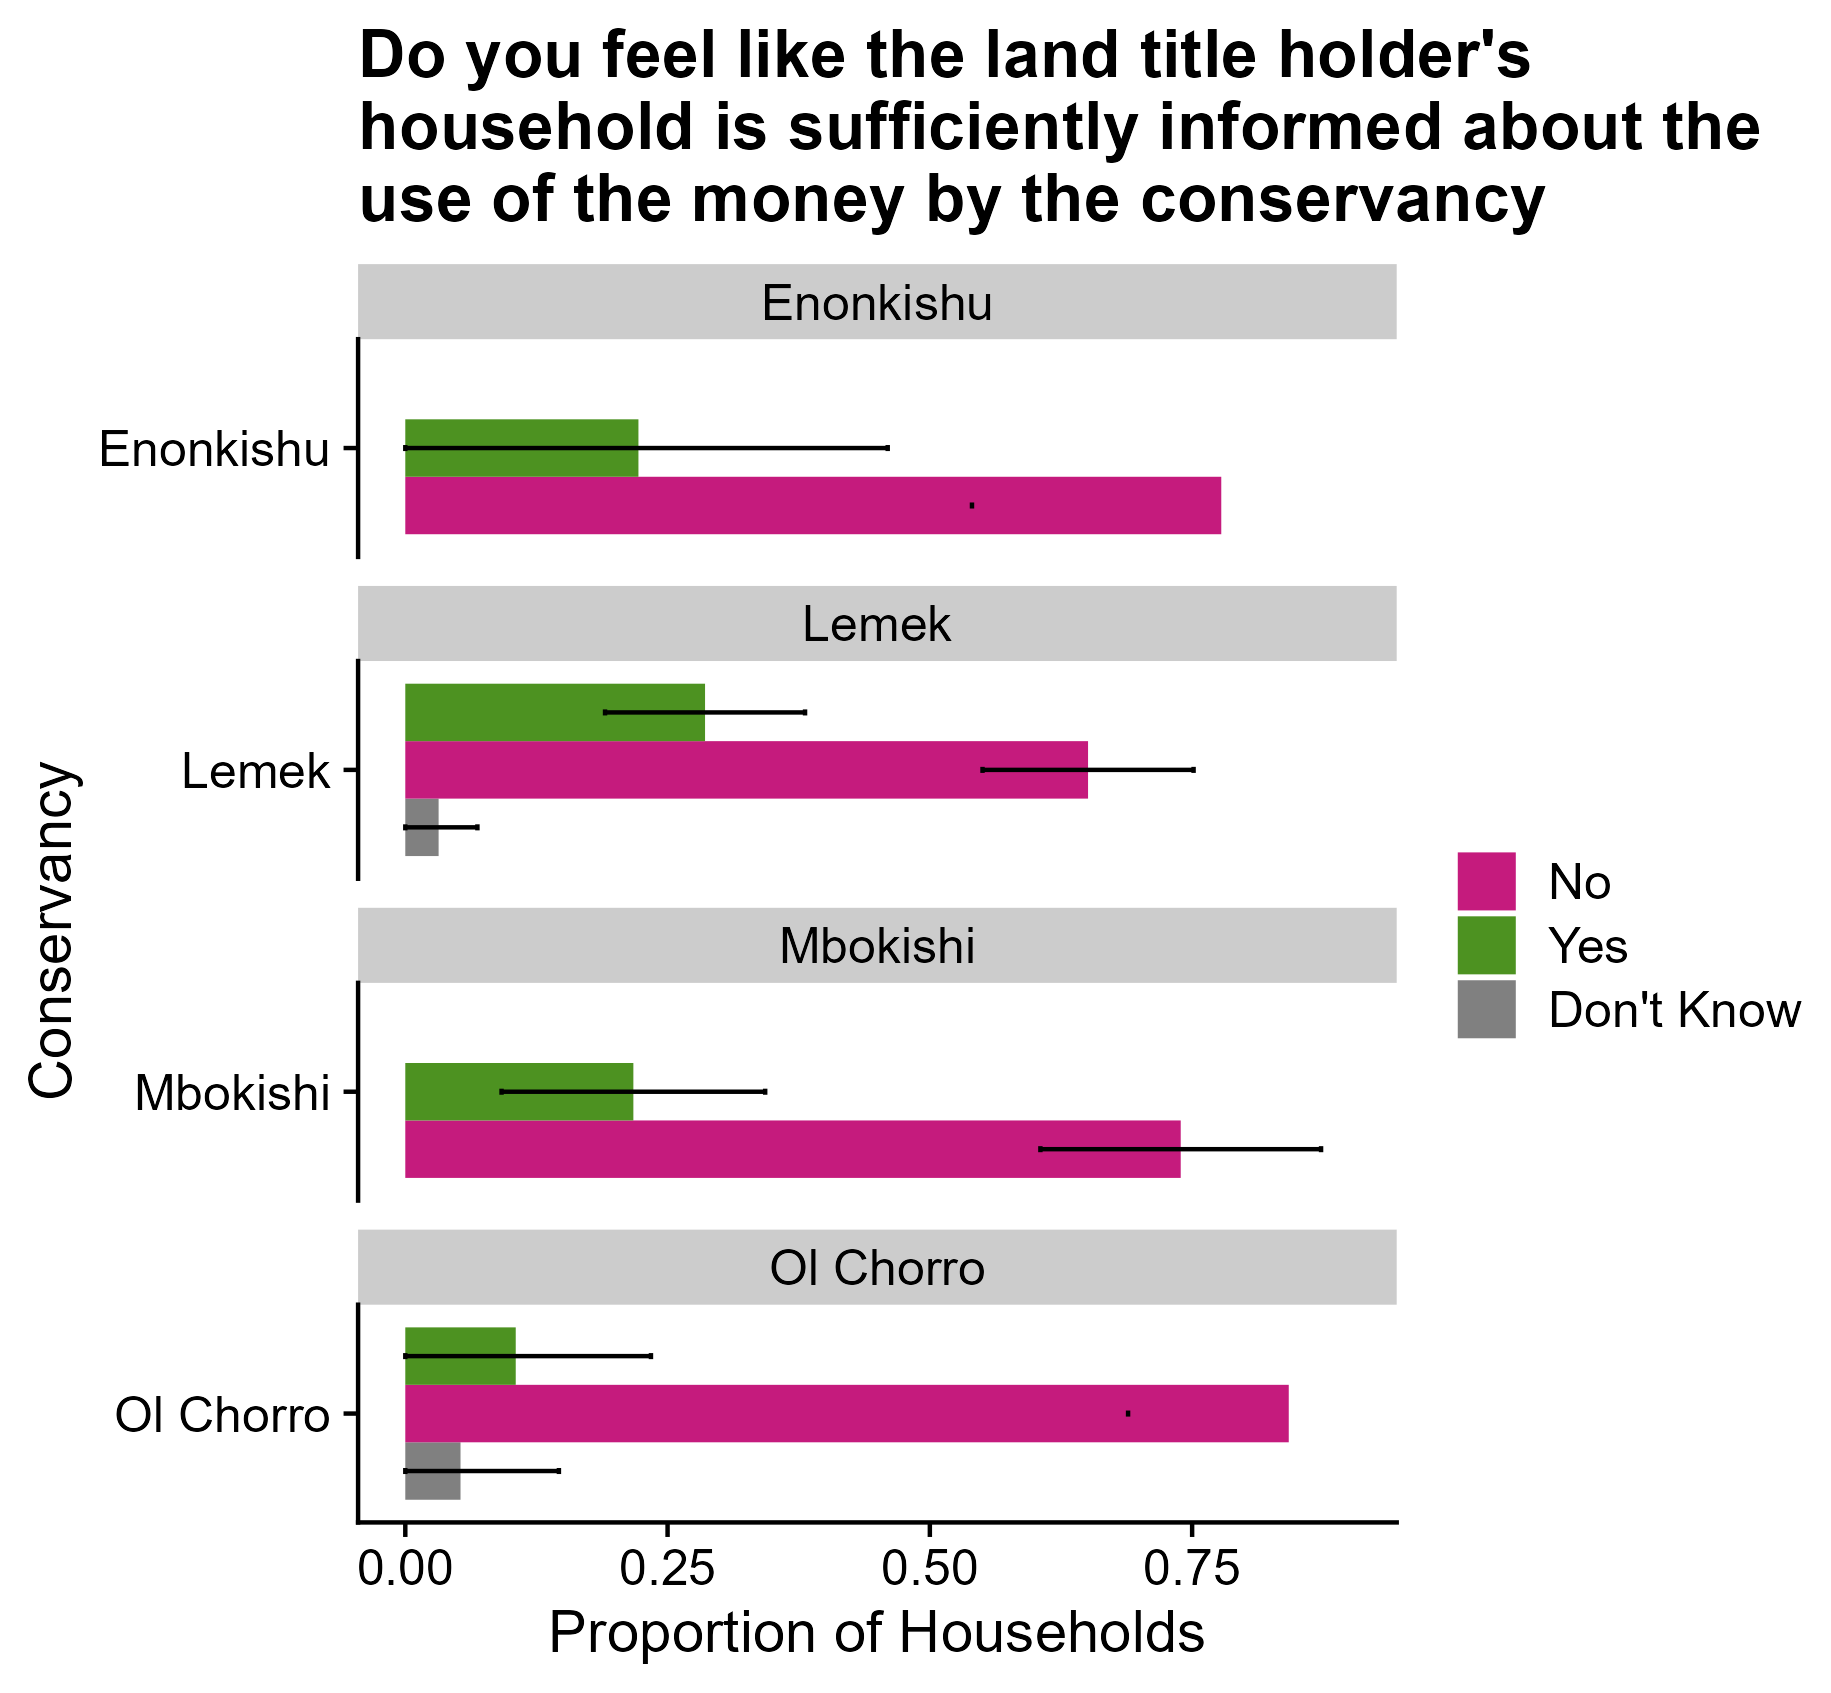 Do you feel like the land title holder's
household is sufficiently informed about the
use of the money by the conservancy
Enonkishu
Enonkishu
Lemek
Lemek
Mbokishi
Mbokishi
Ol Chorro
Ol Chorro
Conservancy
0.00 0.25 0.50 0.75
Proportion of Households
No
Yes
Don't Know